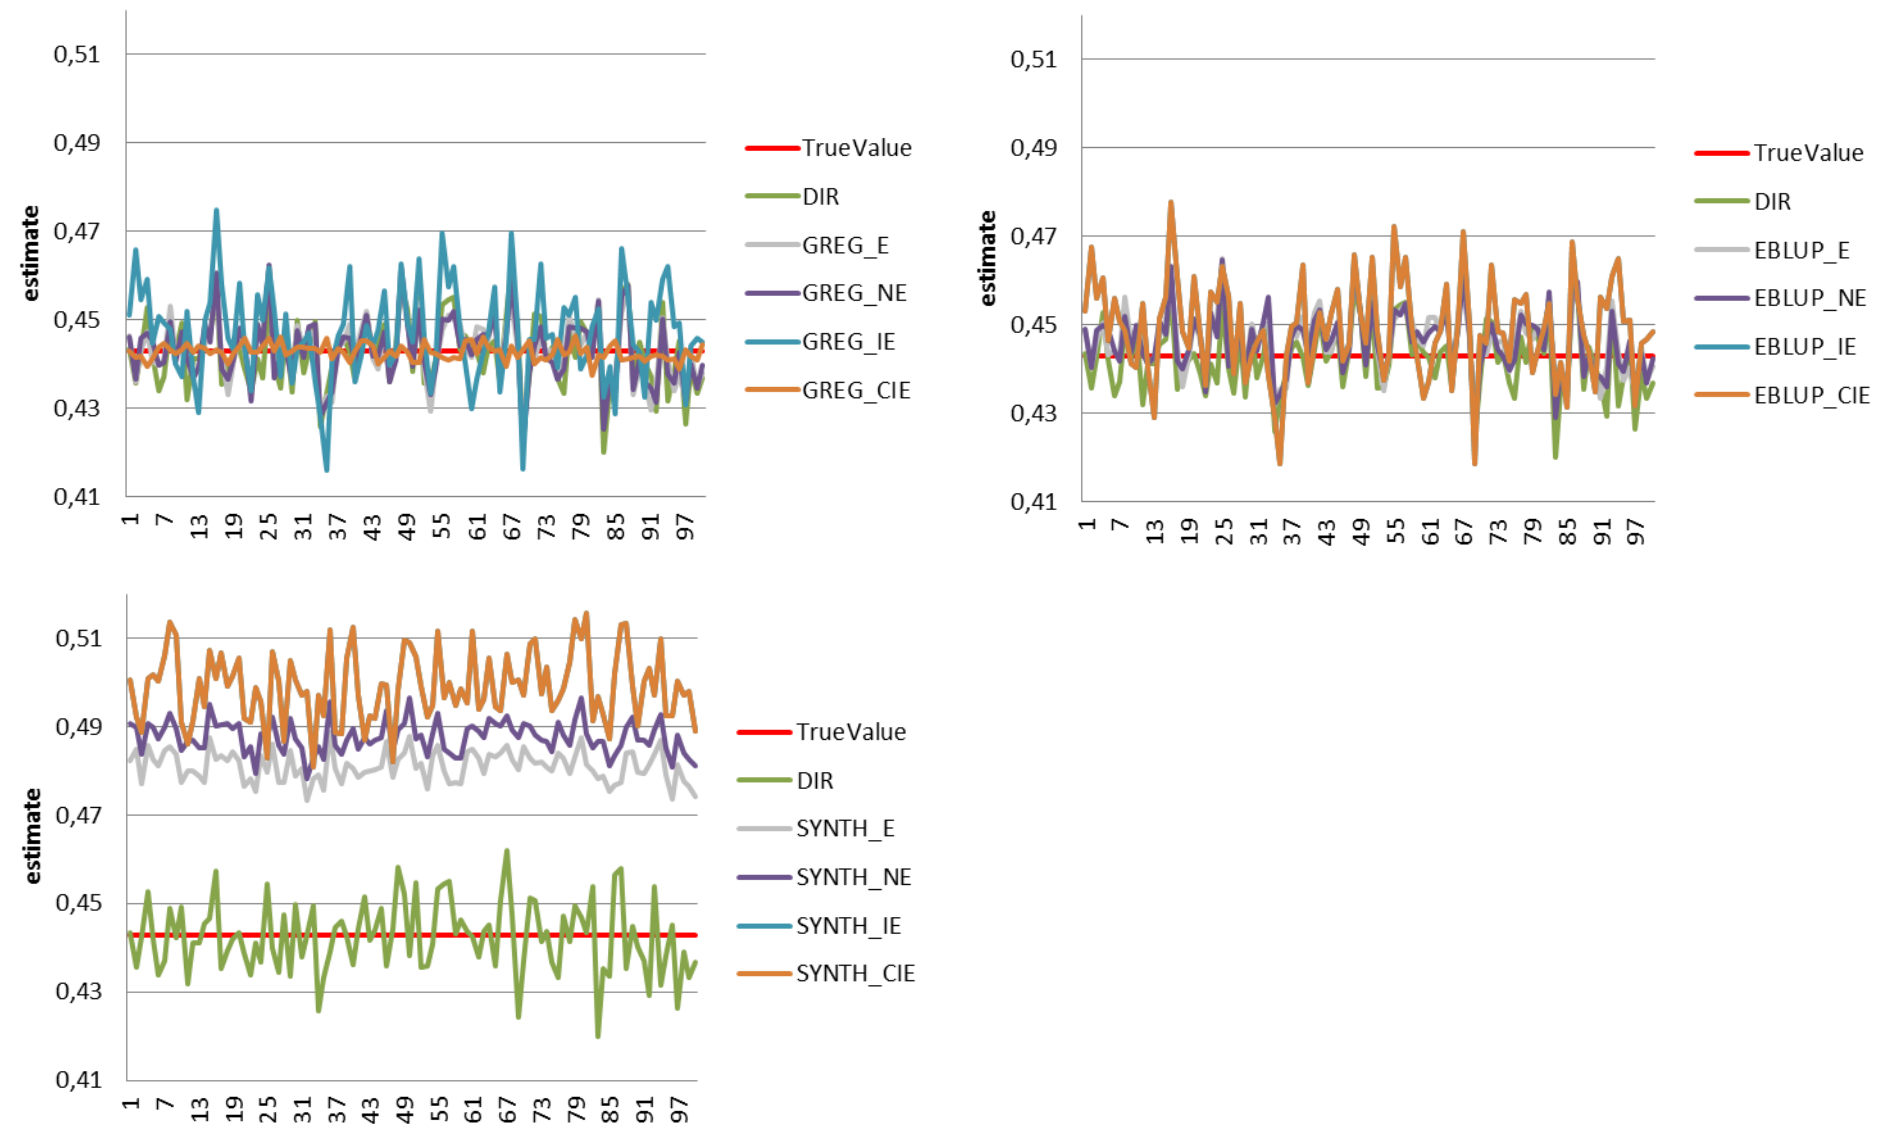 0,51
0,49
0,47
0,45
0,43
0,41
estimate
1 7 13 19 25 31 37 43 49 55 61 67 73 79 85 91 97
TrueValue
DIR
GREG_E
GREG_NE
GREG_IE
GREG_CIE
0,51
0,49
0,47
0,45
0,43
0,41
estimate
1 7 13 19 25 31 37 43 49 55 61 67 73 79 85 91 97
TrueValue
DIR
EBLUP_E
EBLUP_NE
EBLUP_IE
EBLUP_CIE
0,51
0,49
0,47
0,45
0,43
0,41
estimate
1 7 13 19 25 31 37 43 49 55 61 67 73 79 85 91 97
TrueValue
DIR
SYNTH_E
SYNTH_NE
SYNTH_IE
SYNTH_CIE